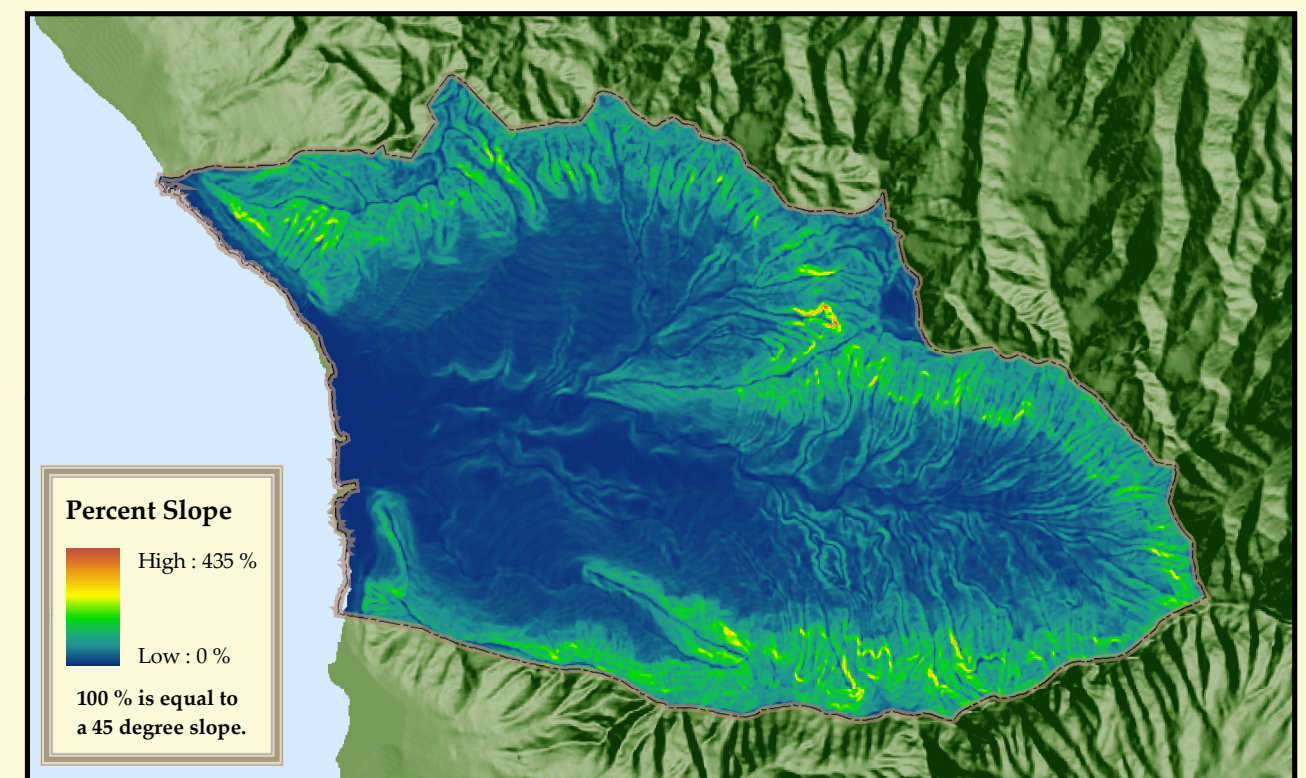 Percent Slope
High : 435 %
Low : 0 %
100 % is equal to
a 45 degree slope.